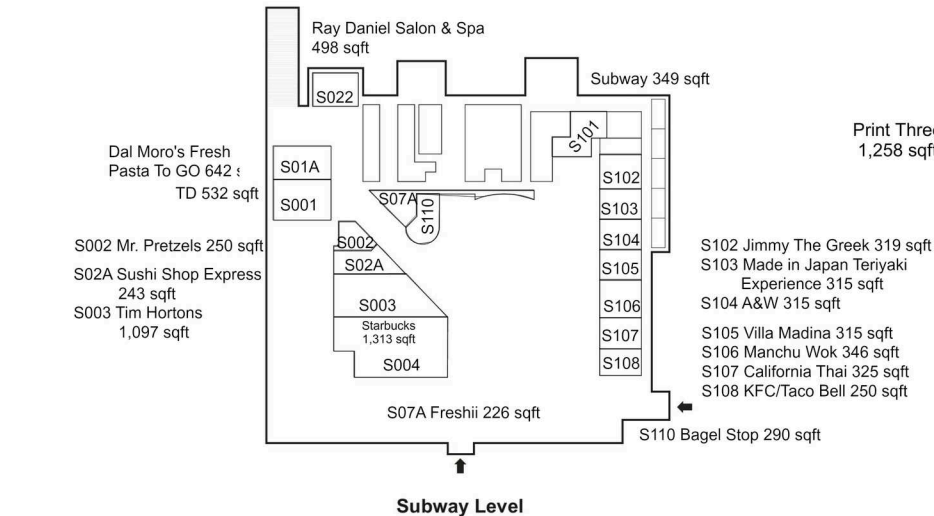 Ray Daniel Salon & Spa
498 sqft
S022
Subway 349 sqft
S101
Print Three
1,258 sqft
Dal Moro's Fresh
Pasta To GO 642 s
TD 532 sqft
S01A
S001
S07A
S110
S102
S103
S104
S105
S106
S107
S108
S002 Mr. Pretzels 250 sqft
S02A Sushi Shop Express
243 sqft
S003 Tim Hortons
1,097 sqft
S002
S02A
S003
Starbucks
1,313 sqft
S004
S102 Jimmy The Greek 319 sqft
S103 Made in Japan Teriyaki
Experience 315 sqft
S104 A&W 315 sqft
S105 Villa Madina 315 sqft
S106 Manchu Wok 346 sqft
S107 California Thai 325 sqft
S108 KFC/Taco Bell 250 sqft
S07A Freshii 226 sqft
S110 Bagel Stop 290 sqft
Subway Level